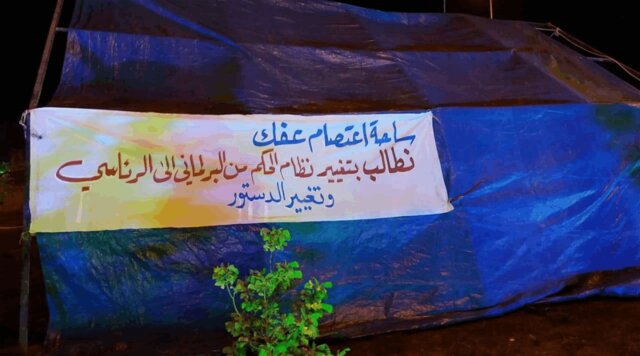 ساحة اعتصام عفك
نطالب بتغيير نظام الحكم من البرلماني الى الرئاسي
وتغيير الدستور